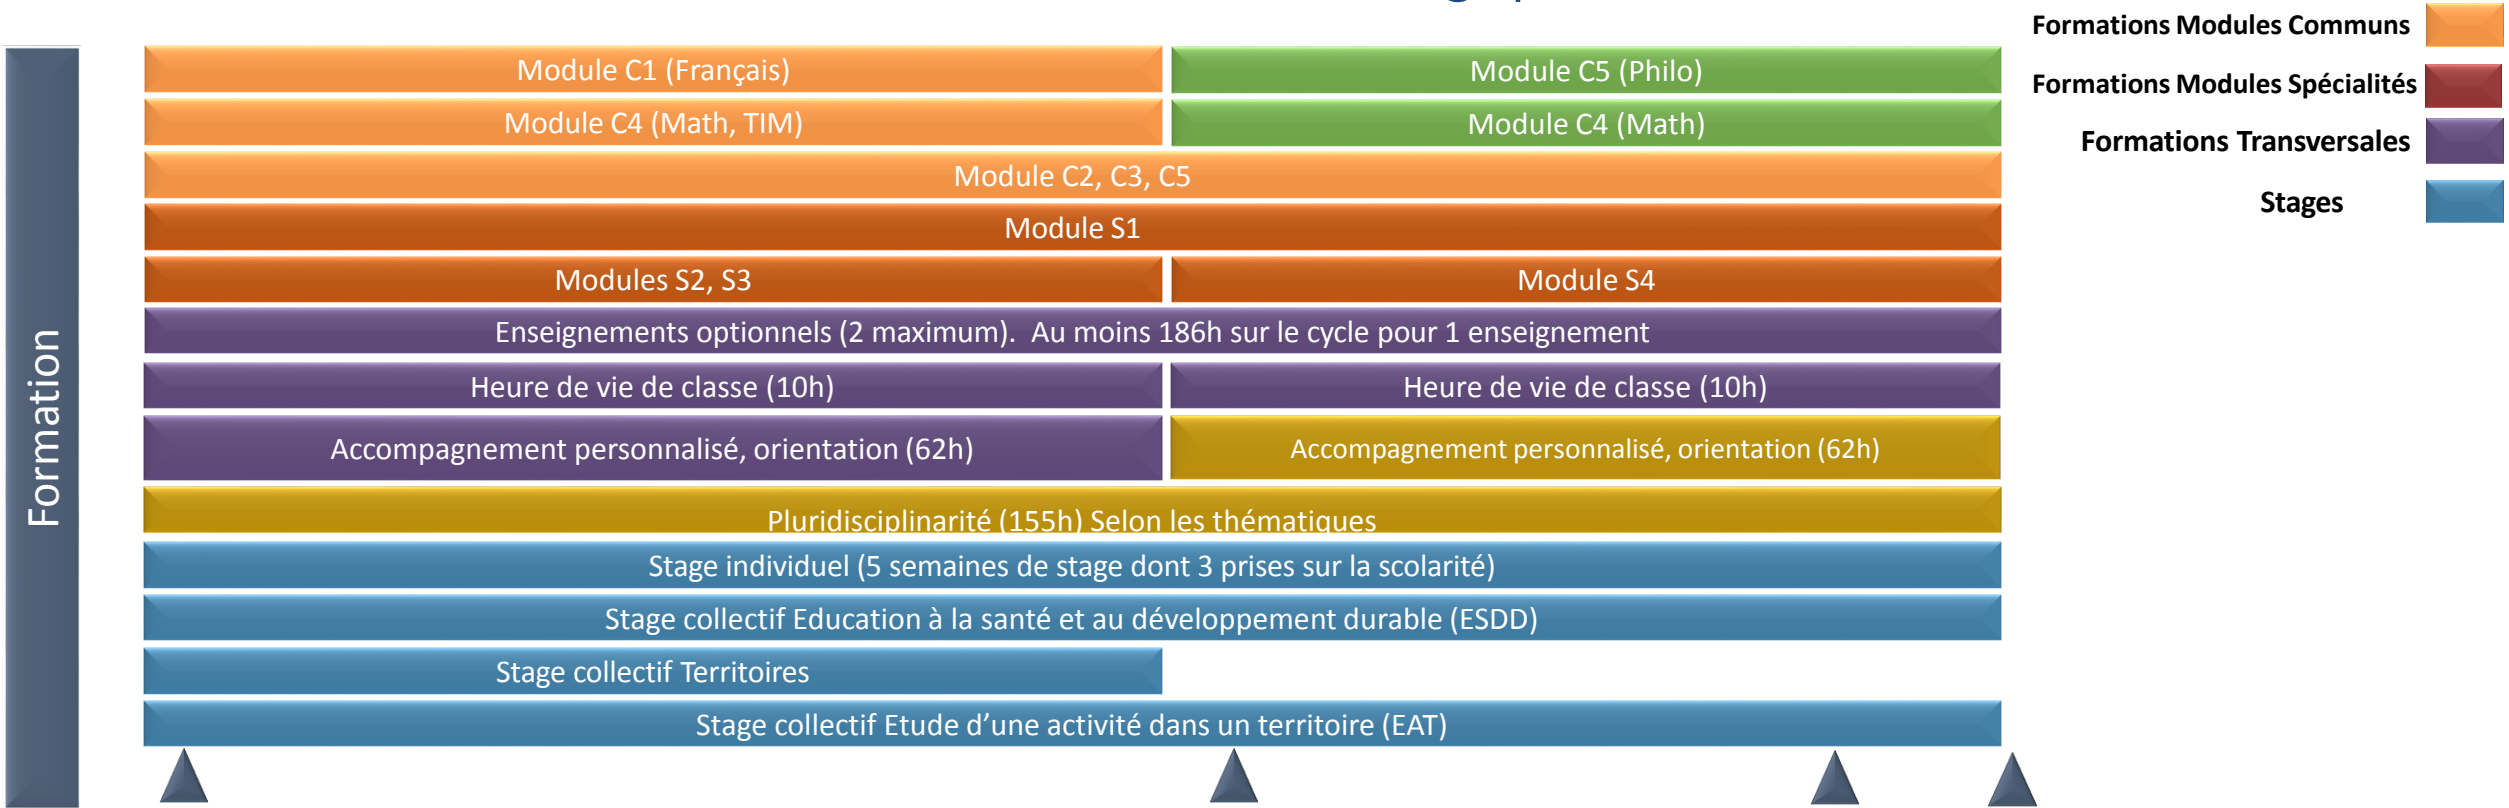 Formations Modules Communs
Formations Modules Spécialités
Formations Transversales
Stages
Formation
Module C1 (Français)
Module C5 (Philo)
Module C4 (Math, TIM)
Module C4 (Math)
Module C2, C3, C5
Module S1
Modules S2, S3
Module S4
Enseignements optionnels (2 maximum).  Au moins 186h sur le cycle pour 1 enseignement
Heure de vie de classe (10h)
Heure de vie de classe (10h)
Accompagnement personnalisé, orientation (62h)
Accompagnement personnalisé, orientation (62h)
Pluridisciplinarité (155h) Selon les thématiques
Stage individuel (5 semaines de stage dont 3 prises sur la scolarité)
Stage collectif Education à la santé et au développement durable (ESDD)
Stage collectif Territoires
Stage collectif Etude d’une activité dans un territoire (EAT)